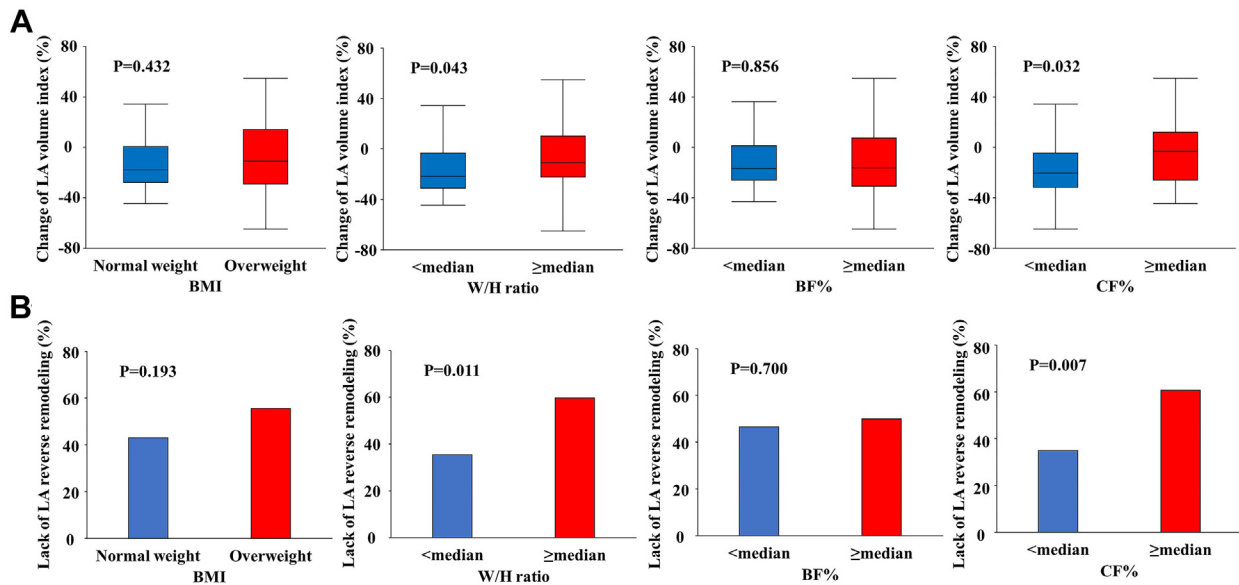 A
Change of LA volume index (%)
80
40
0
-40
-80
P=0.432
Normal weight
Overweight
BMI
Change of LA volume index (%)
80
40
0
-40
-80
P=0.043
<median
≥median
W/H ratio
Change of LA volume index (%)
80
40
0
-40
-80
P=0.856
<median
≥median
BF%
Change of LA volume index (%)
80
40
0
-40
-80
P=0.032
<median
≥median
CF%
B
Lack of LA reverse remodeling (%)
80
60
40
20
0
P=0.193
Normal weight
Overweight
BMI
Lack of LA reverse remodeling (%)
80
60
40
20
0
P=0.011
<median
≥median
W/H ratio
Lack of LA reverse remodeling (%)
80
60
40
20
0
P=0.700
<median
≥median
BF%
Lack of LA reverse remodeling (%)
80
60
40
20
0
P=0.007
<median
≥median
CF%